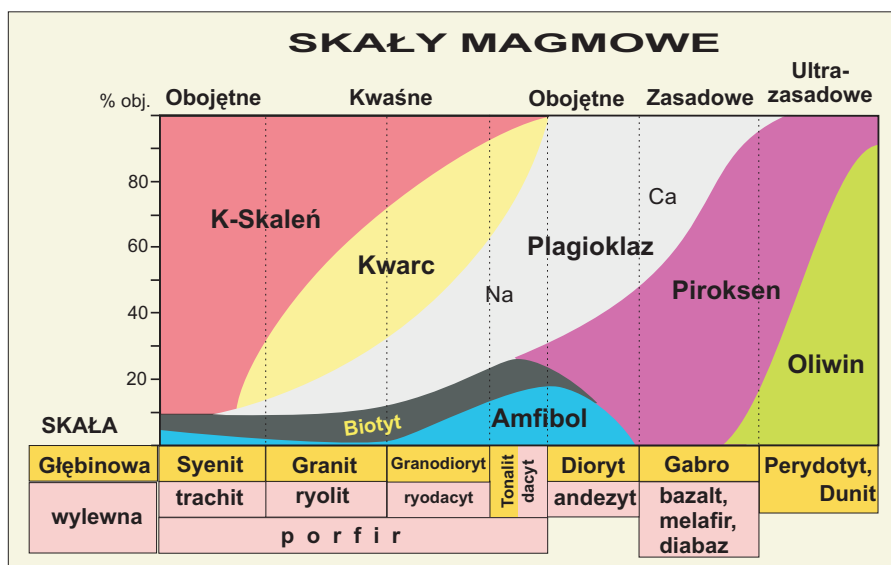 SKAŁY MAGMOWE
Ultra-
% obj. Obojętne Kwaśne Obojętne Zasadowe zasadowe
80
K-Skaleń
Ca
60
Kwarc
Plagioklaz
Na
Piroksen
40
20
Oliwin
SKAŁA
Biotyt
Amfibol
Głębinowa Syenit Granit Granodioryt Tonalit dacyt Dioryt Gabro Perydotyt,
Dunit
wylewna trachit ryolit ryodacyt andezyt bazalt,
melafir,
diabaz
porfir